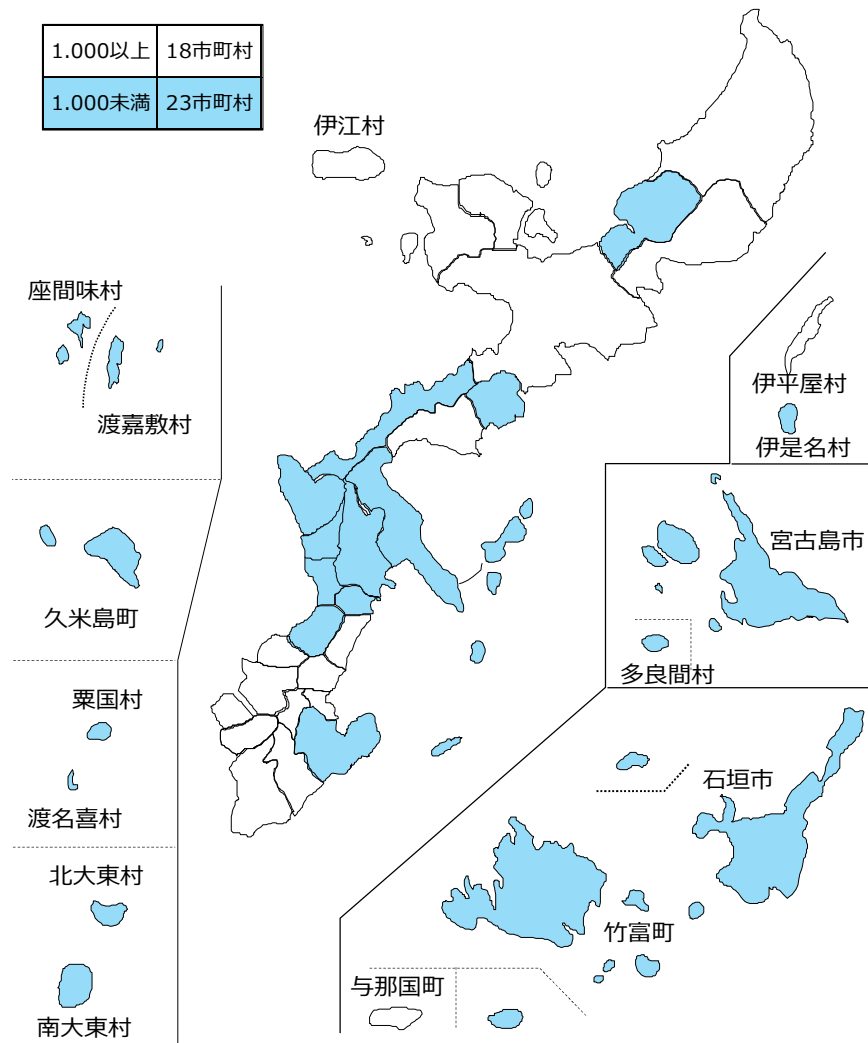 1.000以上 18市町村
1.000未満 23市町村
伊江村
座間味村
渡嘉敷村
伊平屋村
伊是名村
宮古島市
久米島町
多良間村
粟国村
石垣市
渡名喜村
北大東村
竹富町
与那国町
南大東村